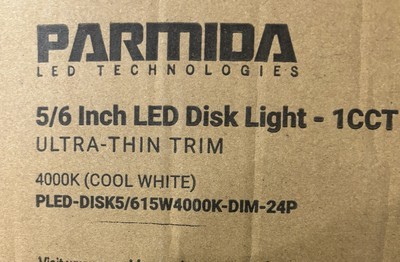 PARMIDA
LED TECHNOLOGIES
5/6 Inch LED Disk Light - 1CCT
ULTRA-THIN TRIM
4000K (COOL WHITE)
PLED-DISK5/615W4000K-DIM-24P